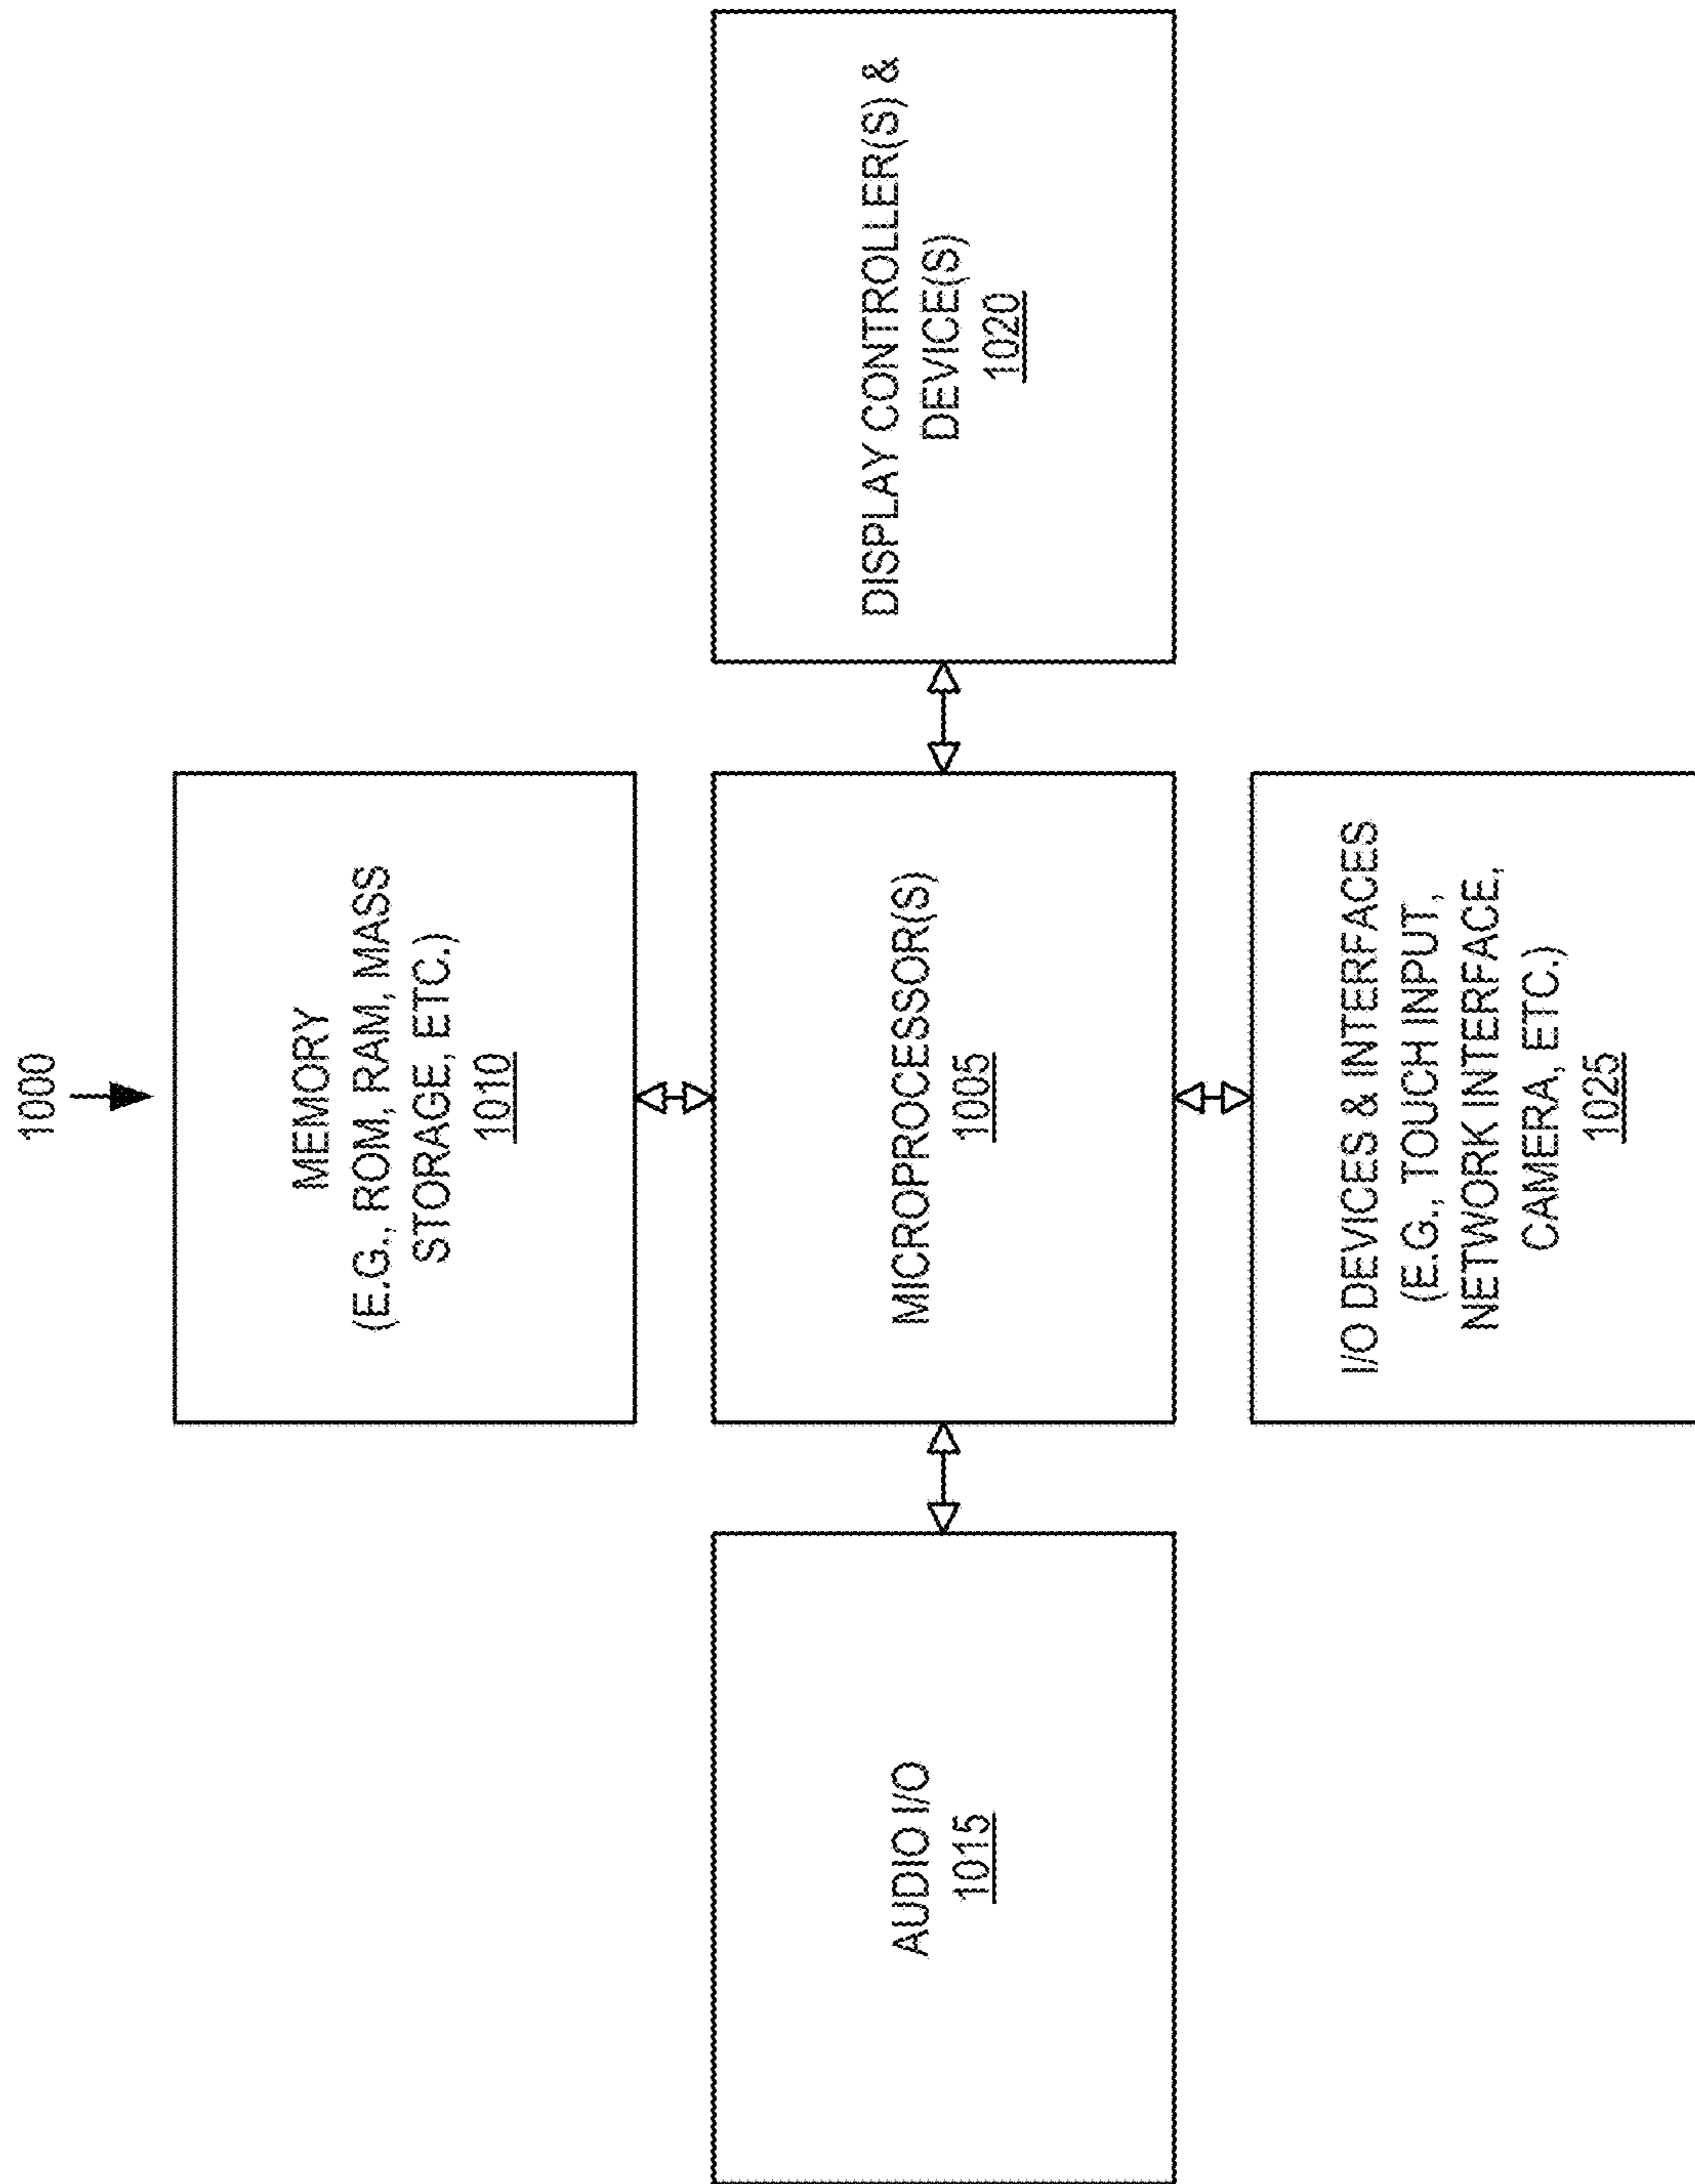 1000
MEMORY
(E.G., ROM, RAM, MASS
STORAGE, ETC.)
1010
AUDIO I/O
1015
MICROPROCESSOR(S)
1005
DISPLAY CONTROLLER(S) &
DEVICE(S)
1020
I/O DEVICES & INTERFACES
(E.G., TOUCH INPUT,
NETWORK INTERFACE,
CAMERA, ETC.)
1025